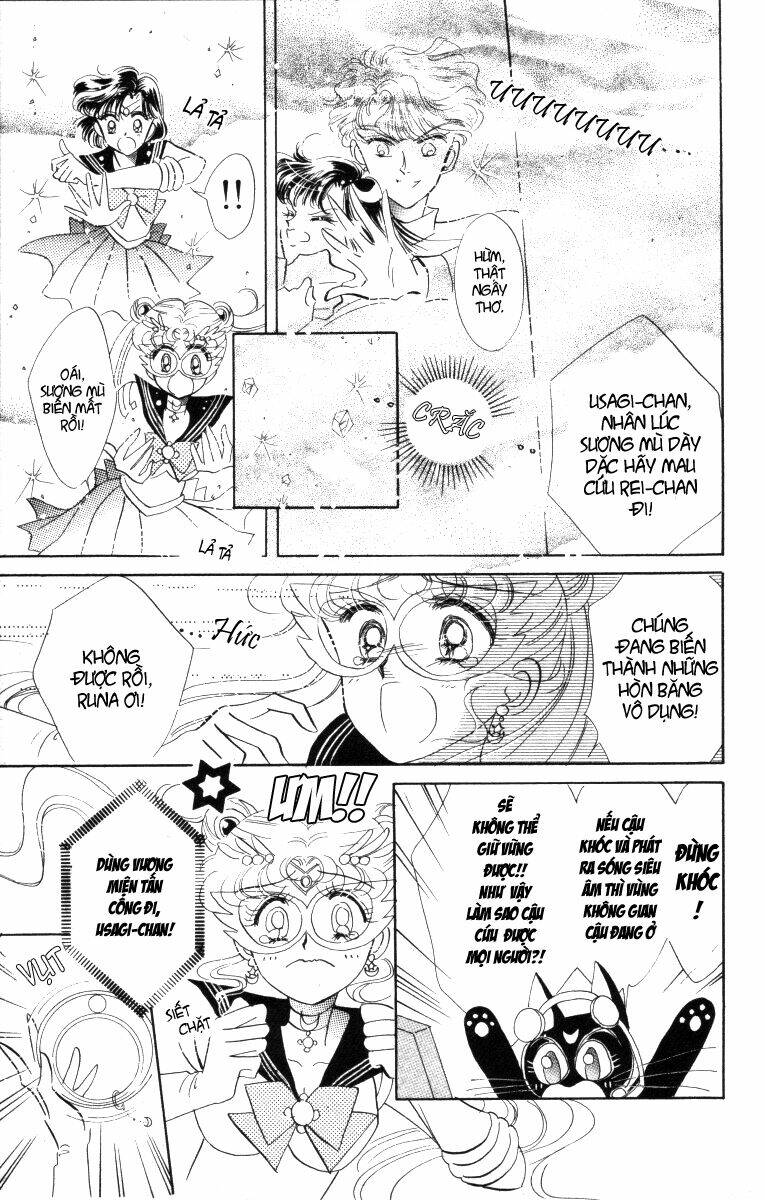 UUUUUUUU....
USAGI-CHAN,
NHÂN LÚC
SƯƠNG MÙ DÀY
DẶC HÃY MAU
CỨU REI-CHAN
ĐI!
HỪM,
THẬT
NGÂY
THƠ.
CRẮC
LẢ TẢ
!!
OÁI,
SƯƠNG MÙ
BIẾN MẤT
RỒI!
LẢ TẢ
CHÚNG
ĐANG BIẾN
THÀNH NHỮNG
HÒN BĂNG
VÔ DỤNG!
... HỨC
KHÔNG
ĐƯỢC RỒI,
RUNA ƠI!
ĐỪNG
KHÓC
!
NẾU CẬU
KHÓC VÀ PHÁT
RA SÓNG SIÊU
ÂM THÌ VÙNG
KHÔNG GIAN
CẬU ĐANG Ở
SẼ
KHÔNG THỂ
GIỮ VỮNG
ĐƯỢC!!
NHƯ VẬY
LÀM SAO CẬU
CÚU ĐƯỢC
MỌI NGƯỜI?!
UM!!
DÙNG VƯƠNG
MIỆN TẤN
CÔNG ĐI,
USAGI-CHAN!
SIẾT
CHẶT
VỤT